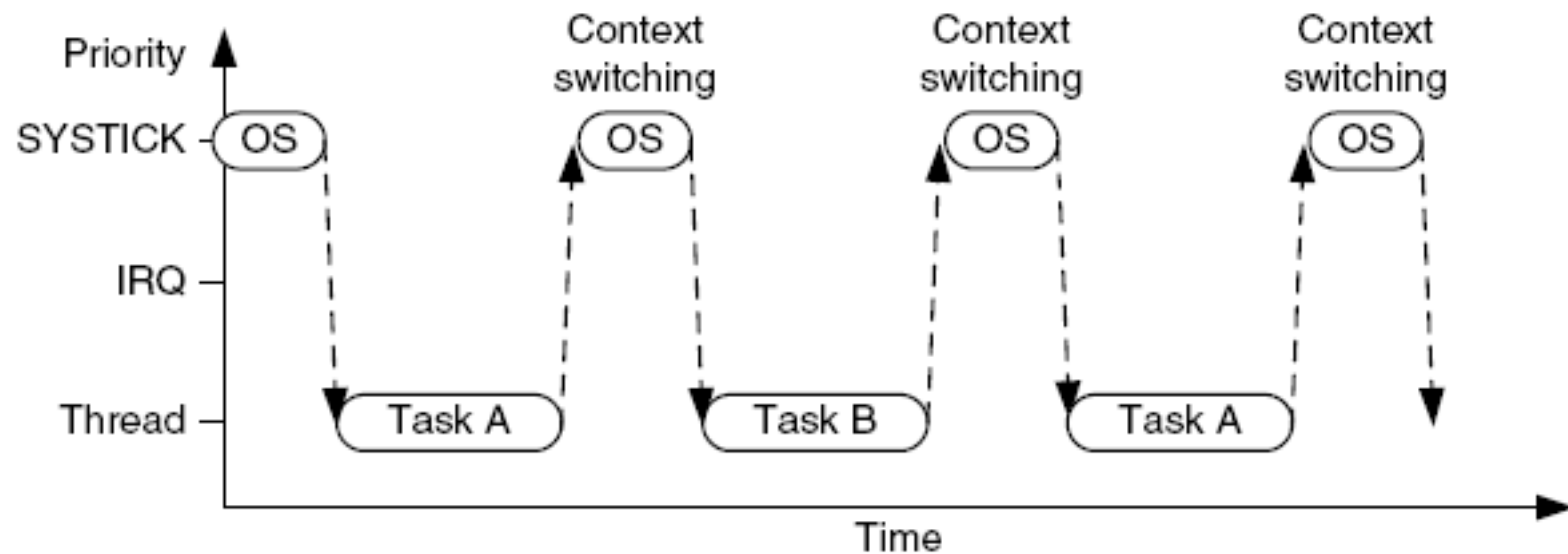 Priority
Context
switching
Context
switching
Context
switching
SYSTICK
OS
OS
OS
OS
IRQ
Thread
Task A
Task B
Task A
Time